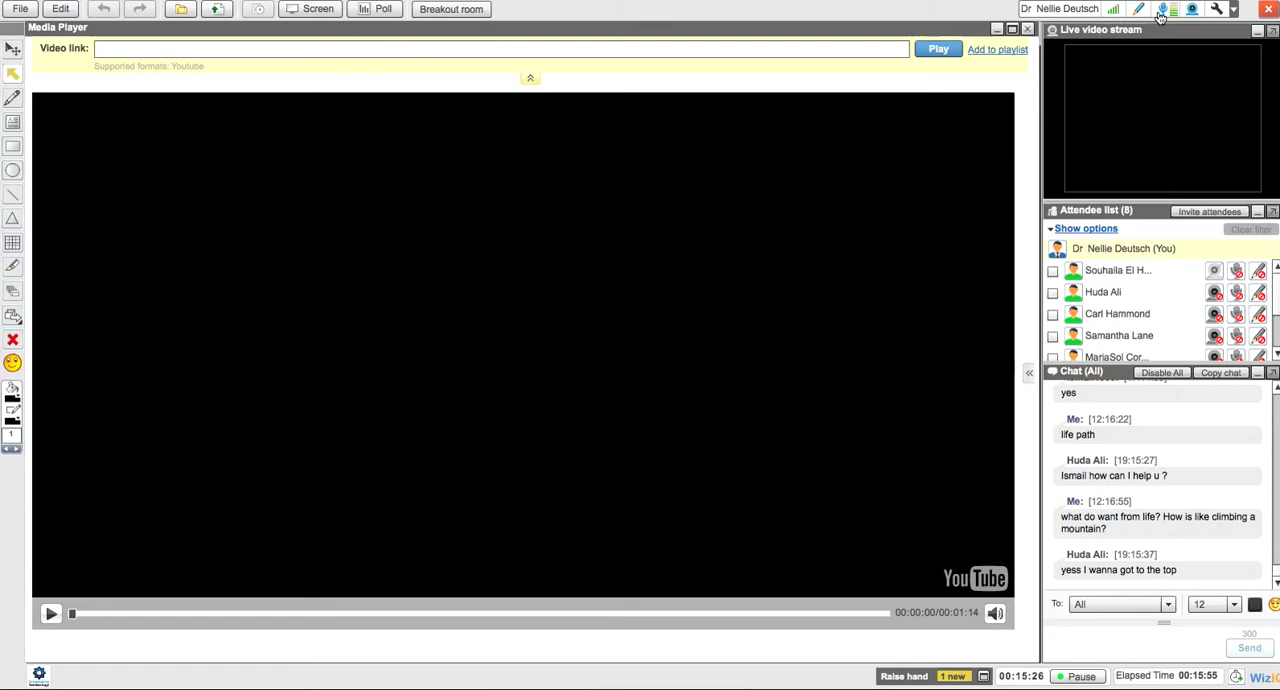 File Edit Screen Poll Breakout room Dr Nellie Deutsch
Media Player
Video link: Play Add to playlist
Supported formats: Youtube
YouTube
00:00:00/00:01:14
Live video stream
Attendee list (8) Invite attendees
Show options Clear filter
Dr Nellie Deutsch (You)
Souhaila El H...
Huda Ali
Carl Hammond
Samantha Lane
MariaSol Cor...
Chat (All) Disable All Copy chat
yes
Me: [12:16:22]
life path
Huda Ali: [19:15:27]
Ismail how can I help u ?
Me: [12:16:55]
what do want from life? How is like climbing a
mountain?
Huda Ali: [19:15:37]
yess I wanna got to the top
To: All 12
300
Send
1
Raise hand 1 new 00:15:26 Pause Elapsed Time 00:15:55